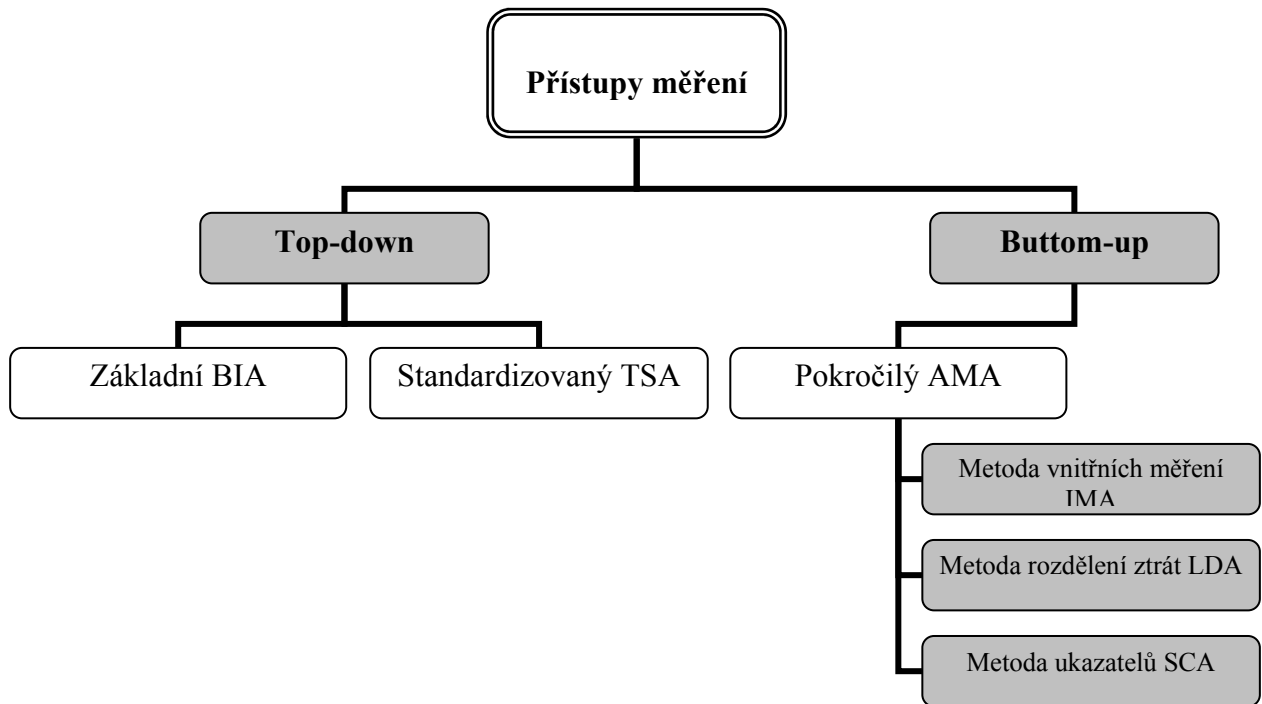 Přístupy měření
Top-down
Buttom-up
Základní BIA
Standardizovaný TSA
Pokročilý AMA
Metoda vnitřních měření
IMA
Metoda rozdělení ztrát LDA
Metoda ukazatelů SCA